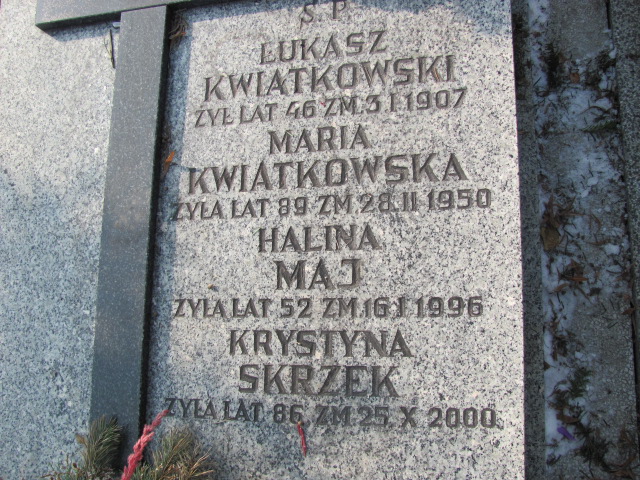 Ś. P.
ŁUKASZ
KWIATKOWSKI
ŻYŁ LAT 46 ZM. 3 I 1907
MARIA
KWIATKOWSKA
ŻYŁA LAT 89 ZM. 28 II 1950
HALINA
MAJ
ŻYŁA LAT 52 ZM. 16 I 1996
KRYSTYNA
SKRZEK
ŻYŁA LAT 86 ZM. 25 X 2000